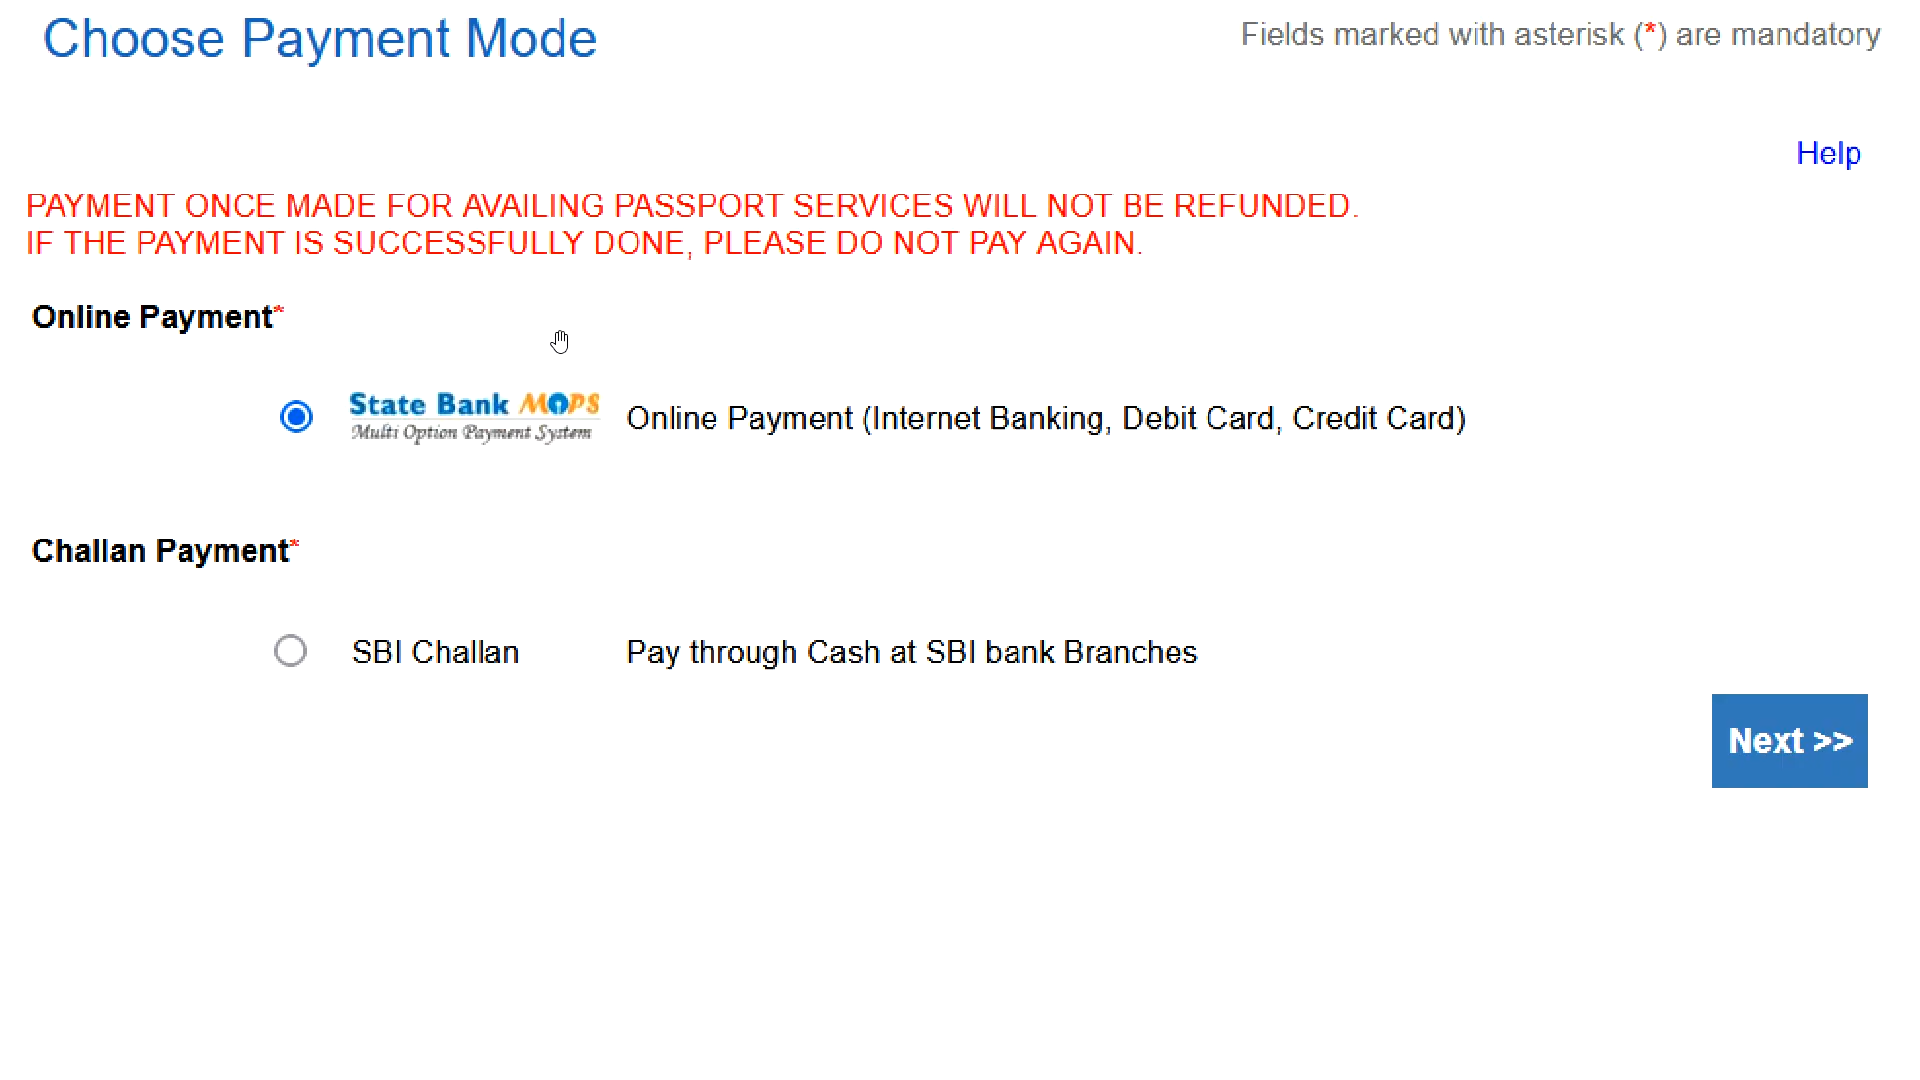 Choose Payment Mode
Fields marked with asterisk (*) are mandatory
Help
PAYMENT ONCE MADE FOR AVAILING PASSPORT SERVICES WILL NOT BE REFUNDED.
IF THE PAYMENT IS SUCCESSFULLY DONE, PLEASE DO NOT PAY AGAIN.
Online Payment*
State Bank MOPS
Multi Option Payment System
Online Payment (Internet Banking, Debit Card, Credit Card)
Challan Payment*
SBI Challan
Pay through Cash at SBI bank Branches
Next >>